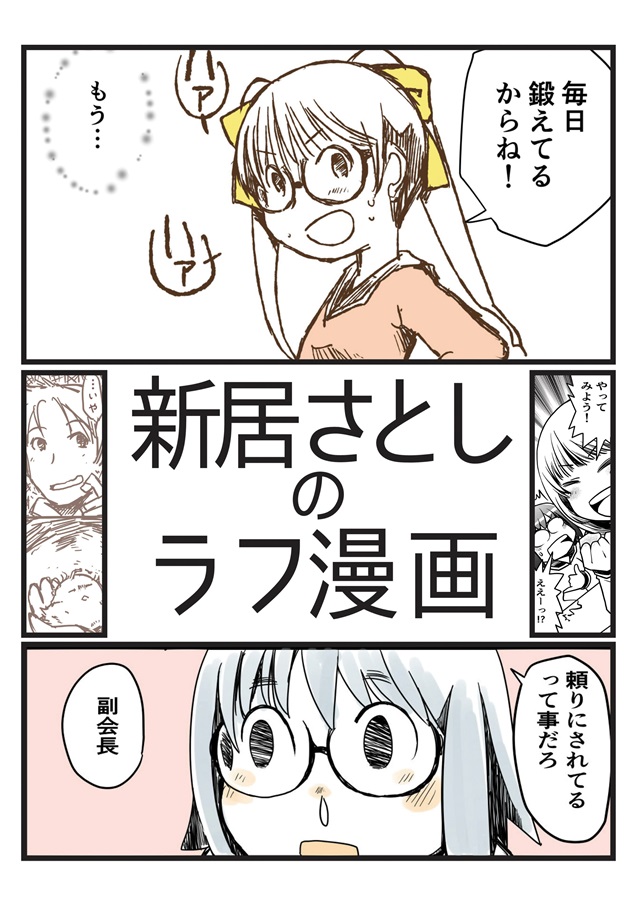 毎日
鍛えてる
からね！
ハァ
もう…
ハァ
やって
みよう！
ええーっ!?
新居さとし
の
ラフ漫画
…いや
頼りにされてる
って事だろ
副会長